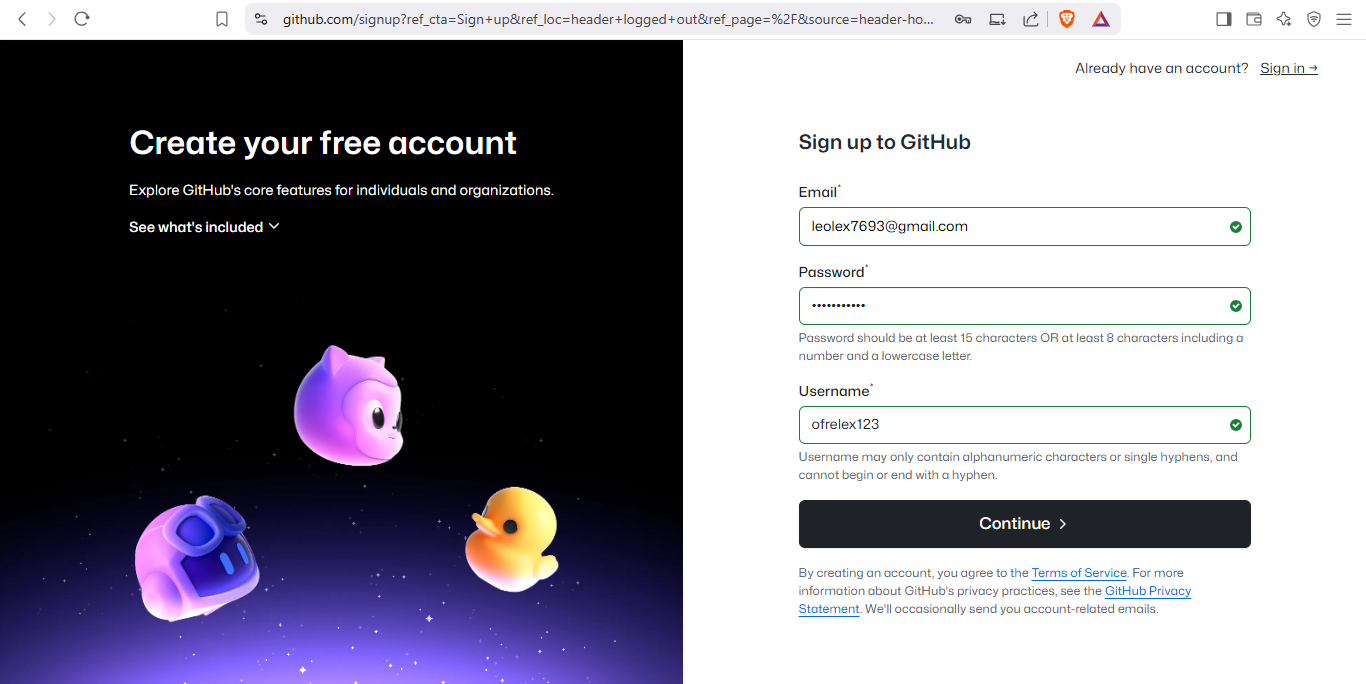 github.com/signup?ref_cta=Sign+up&ref_loc=header+logged+out&ref_page=%2F&source=header-ho...
Already have an account? Sign in →
Create your free account
Explore GitHub's core features for individuals and organizations.
See what's included
Sign up to GitHub
Email*
leolex7693@gmail.com
Password*
•••••••••••
Password should be at least 15 characters OR at least 8 characters including a
number and a lowercase letter.
Username*
ofrelex123
Username may only contain alphanumeric characters or single hyphens, and
cannot begin or end with a hyphen.
Continue >
By creating an account, you agree to the Terms of Service. For more
information about GitHub's privacy practices, see the GitHub Privacy
Statement. We'll occasionally send you account-related emails.